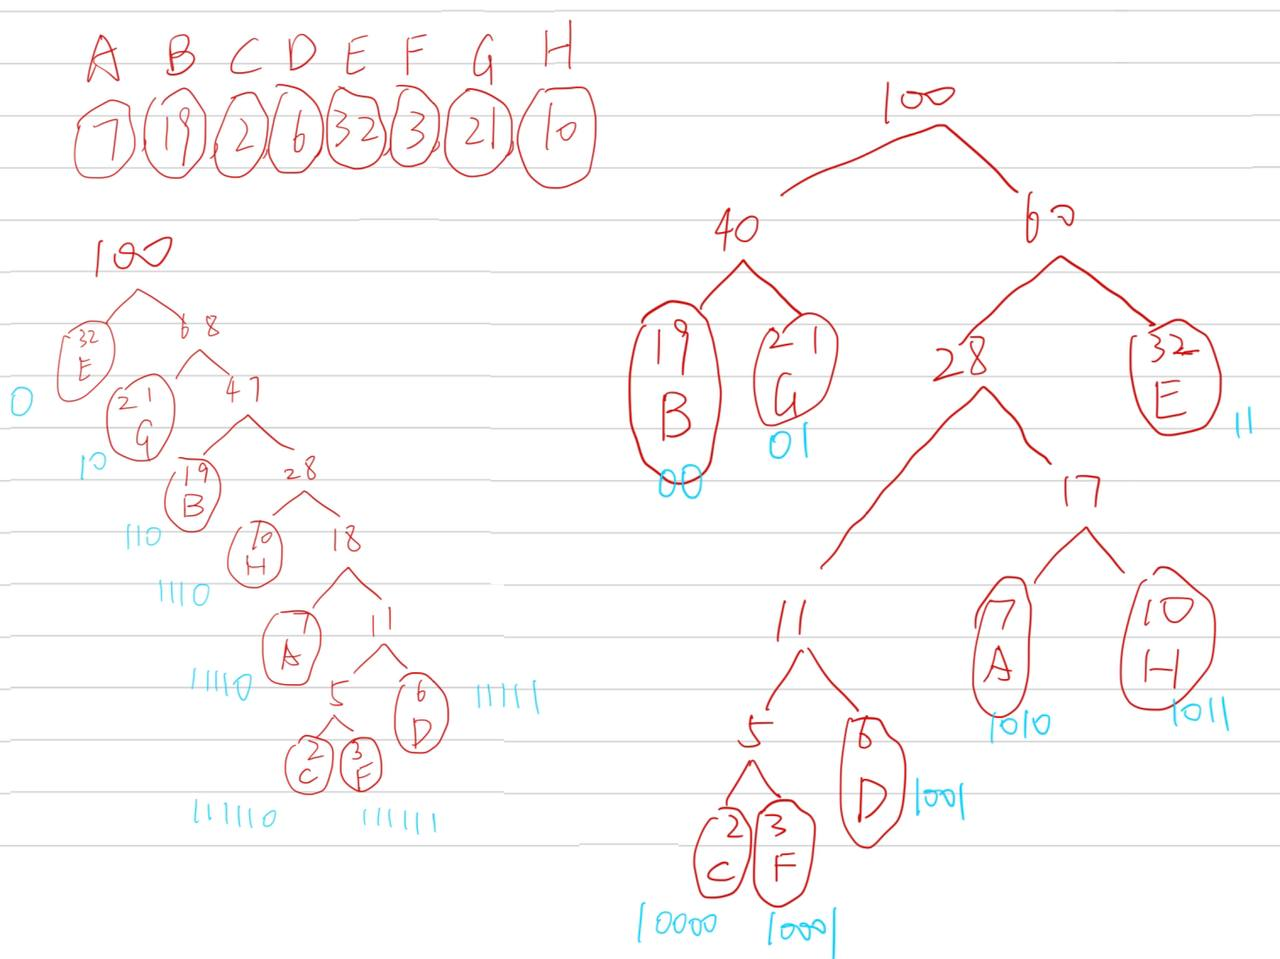 A B C D E F G H
7 19 2 6 32 3 21 10
100
32 68
E
0
21 47
G
10
19 28
B
110
10 18
H
1110
7 11
A
11110
5 6
D
11111
2 3
C F
111110 111111
100
40 60
19 21
B G
00 01
28 32
E
11
11 17
7 10
A H
1010 1011
5 6
D
1001
2 3
C F
10000 10001